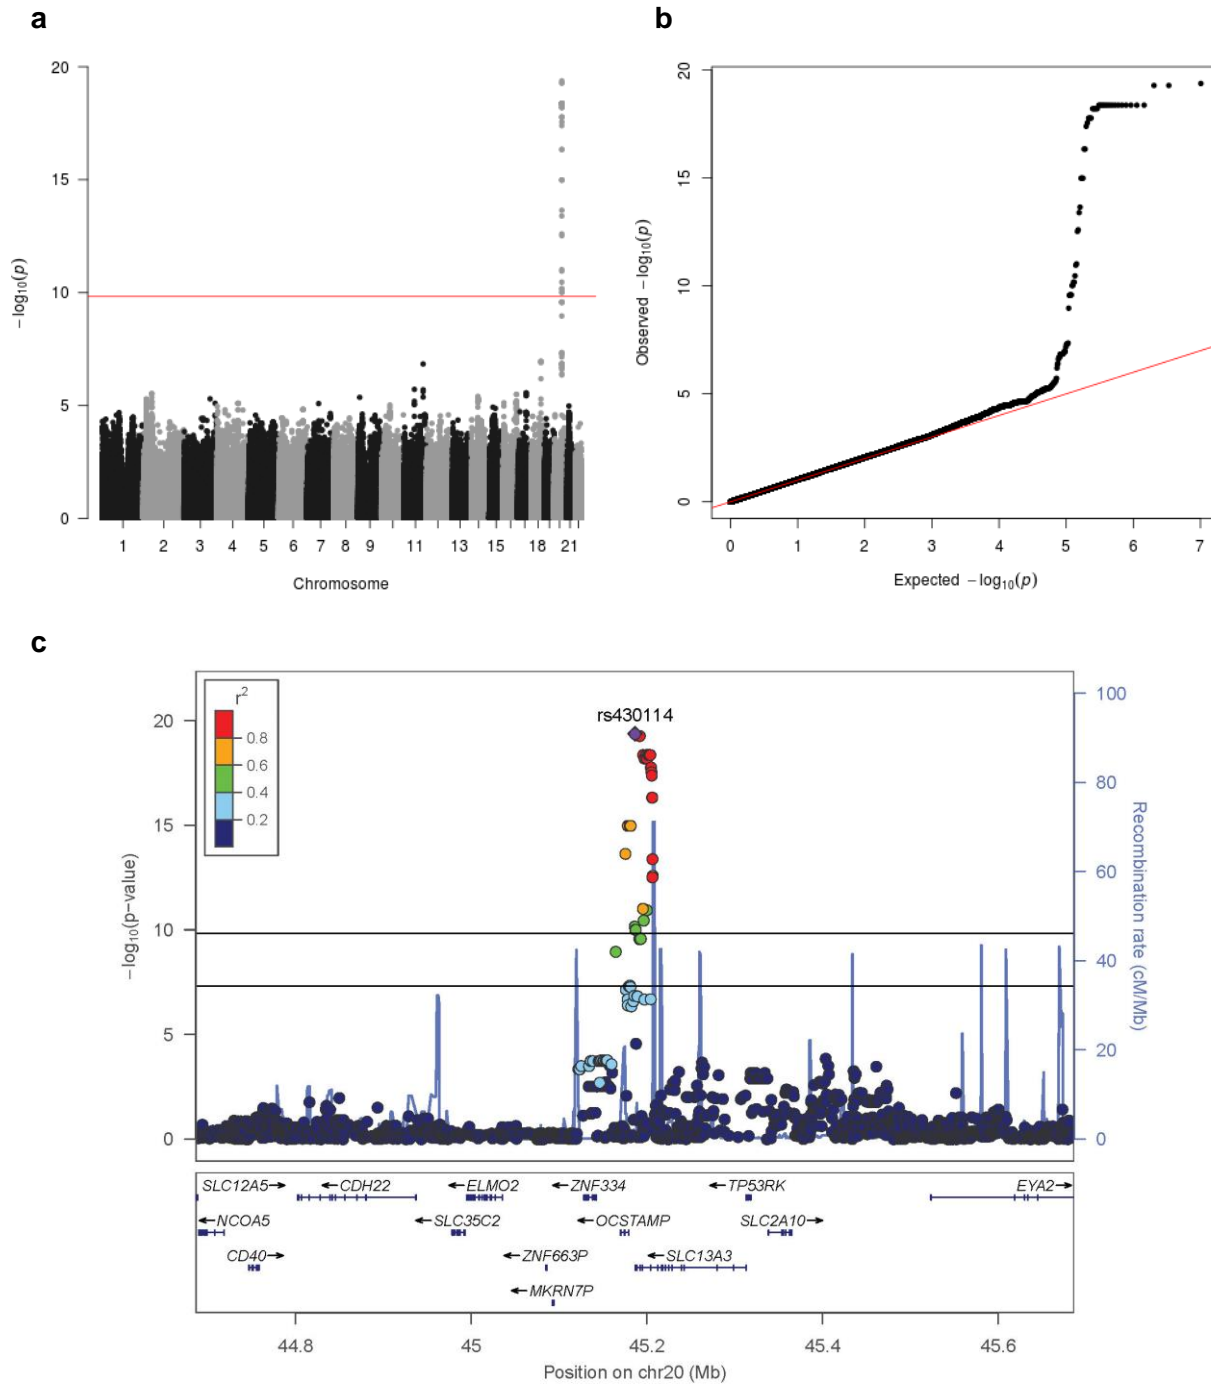 a
b
20
15
10
5
0
−log10(p)
1 2 3 4 5 6 7 8 9 11 13 15 18 21
Chromosome
20
15
10
5
0
Observed −log10(p)
0 1 2 3 4 5 6 7
Expected −log10(p)
c
r2
0.8
0.6
0.4
0.2
rs430114
20
15
10
5
0
−log10(p−value)
100
80
60
40
20
0
Recombination rate (cM/Mb)
SLC12A5→ ←CDH22 ←ELMO2 ←ZNF334 ←TP53RK EYA2→
←NCOA5 ←SLC35C2 ←OCSTAMP SLC2A10→
CD40→ ←ZNF663P ←SLC13A3
←MKRN7P
44.8 45 45.2 45.4 45.6
Position on chr20 (Mb)